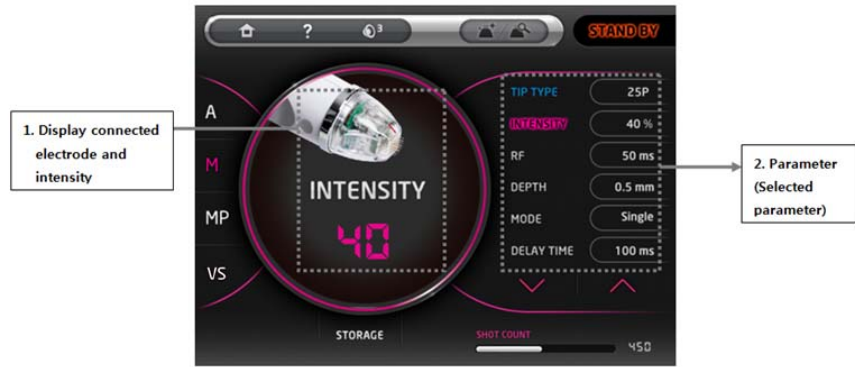 ?
3
STAND BY
1. Display connected
electrode and
intensity
A
M
MP
VS
INTENSITY
40
TIP TYPE 25P
INTENSITY 40 %
RF 50 ms
DEPTH 0.5 mm
MODE Single
DELAY TIME 100 ms
2. Parameter
(Selected
parameter)
STORAGE
SHOT COUNT
450